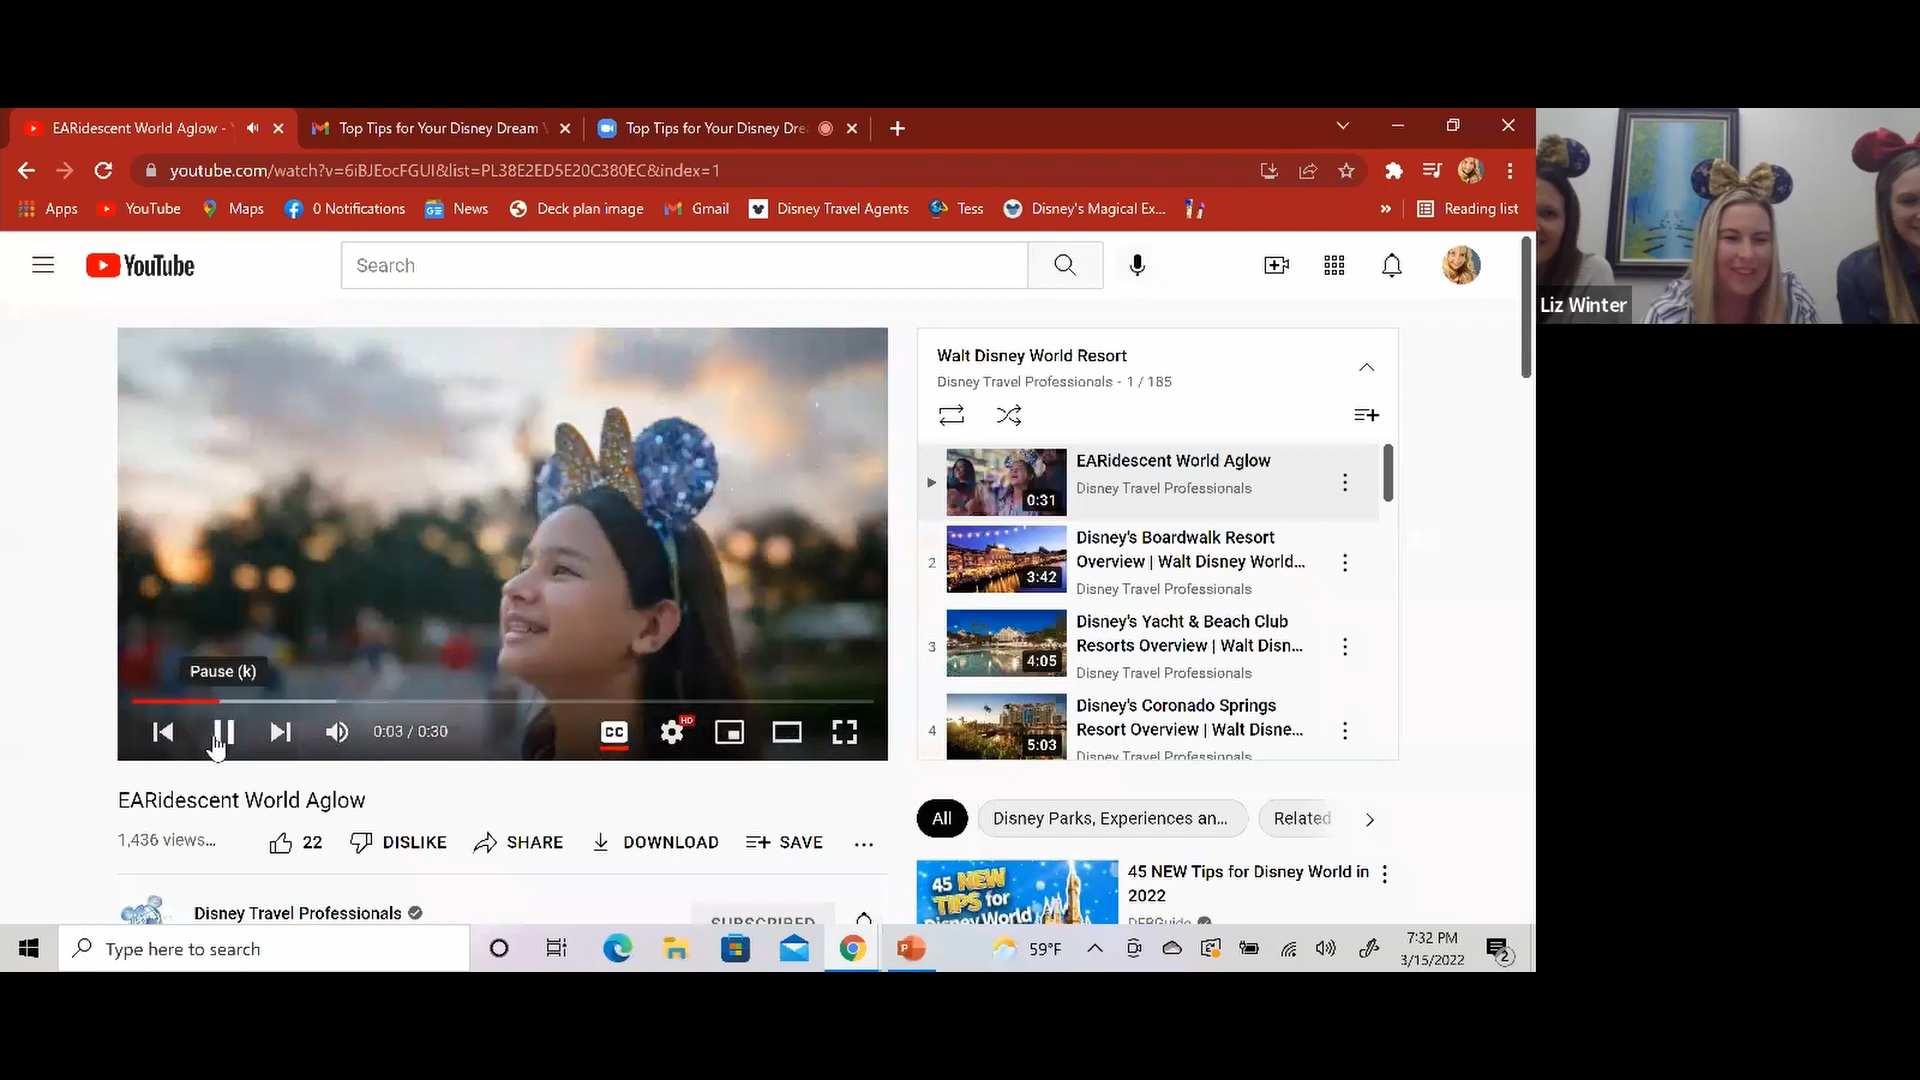 EARidescent World Aglow -
Top Tips for Your Disney Dream
Top Tips for Your Disney Dre
youtube.com/watch?v=6iBJEocFGUI&list=PL38E2ED5E20C380EC&index=1
Apps
YouTube
Maps
0 Notifications
News
Deck plan image
Gmail
Disney Travel Agents
Tess
Disney's Magical Ex...
»
Reading list
YouTube
Search
Liz Winter
Pause (k)
0:03 / 0:30
CC
HD
Walt Disney World Resort
Disney Travel Professionals - 1 / 185
0:31
EARidescent World Aglow
Disney Travel Professionals
2
3:42
Disney's Boardwalk Resort
Overview | Walt Disney World...
Disney Travel Professionals
3
4:05
Disney's Yacht & Beach Club
Resorts Overview | Walt Disn...
Disney Travel Professionals
4
5:03
Disney's Coronado Springs
Resort Overview | Walt Disne...
Disney Travel Professionals
EARidescent World Aglow
1,436 views...
22
DISLIKE
SHARE
DOWNLOAD
SAVE
...
All
Disney Parks, Experiences an...
Related
45 NEW
TIPS for
Disney World
45 NEW Tips for Disney World in
2022
DFBGuide
Disney Travel Professionals
SUBSCRIBED
Type here to search
59°F
7:32 PM
3/15/2022
2